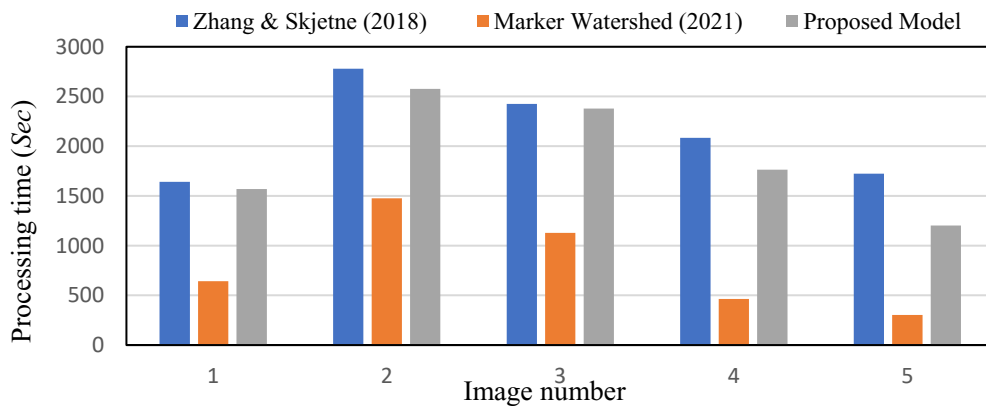 Zhang & Skjetne (2018) Marker Watershed (2021) Proposed Model
3000
2500
2000
1500
1000
500
0
Processing time (Sec)
1 2 3 4 5
Image number